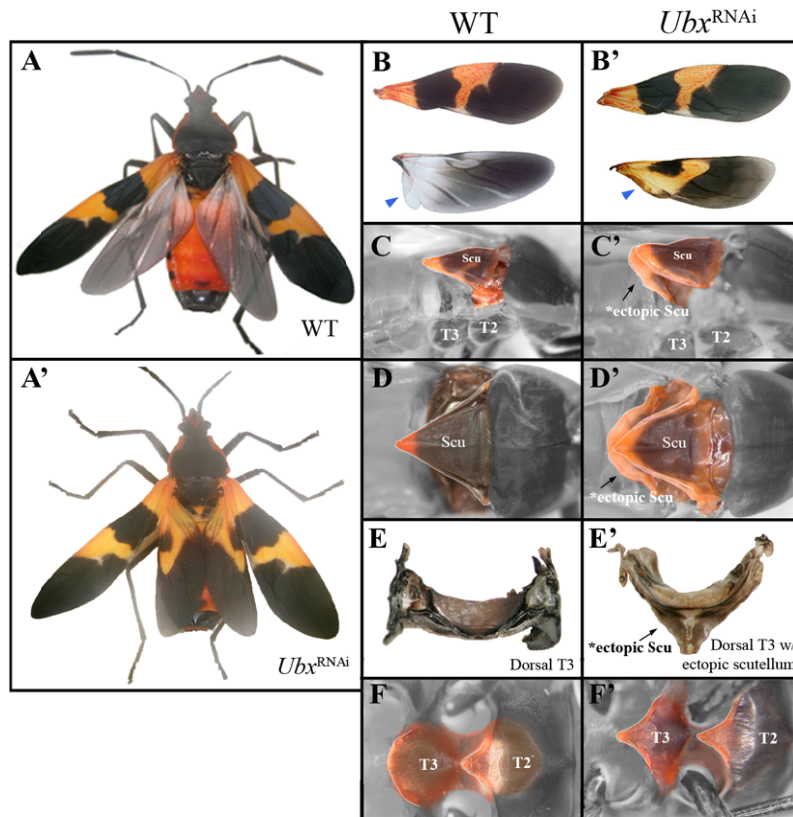 WT
Ubx^RNAi
A
WT
B
B'
C
Scu
T3
T2
C'
Scu
*ectopic Scu
T3
T2
A'
Ubx^RNAi
D
Scu
D'
Scu
*ectopic Scu
E
Dorsal T3
E'
*ectopic Scu
Dorsal T3 w/
ectopic scutellum
F
T3
T2
F'
T3
T2